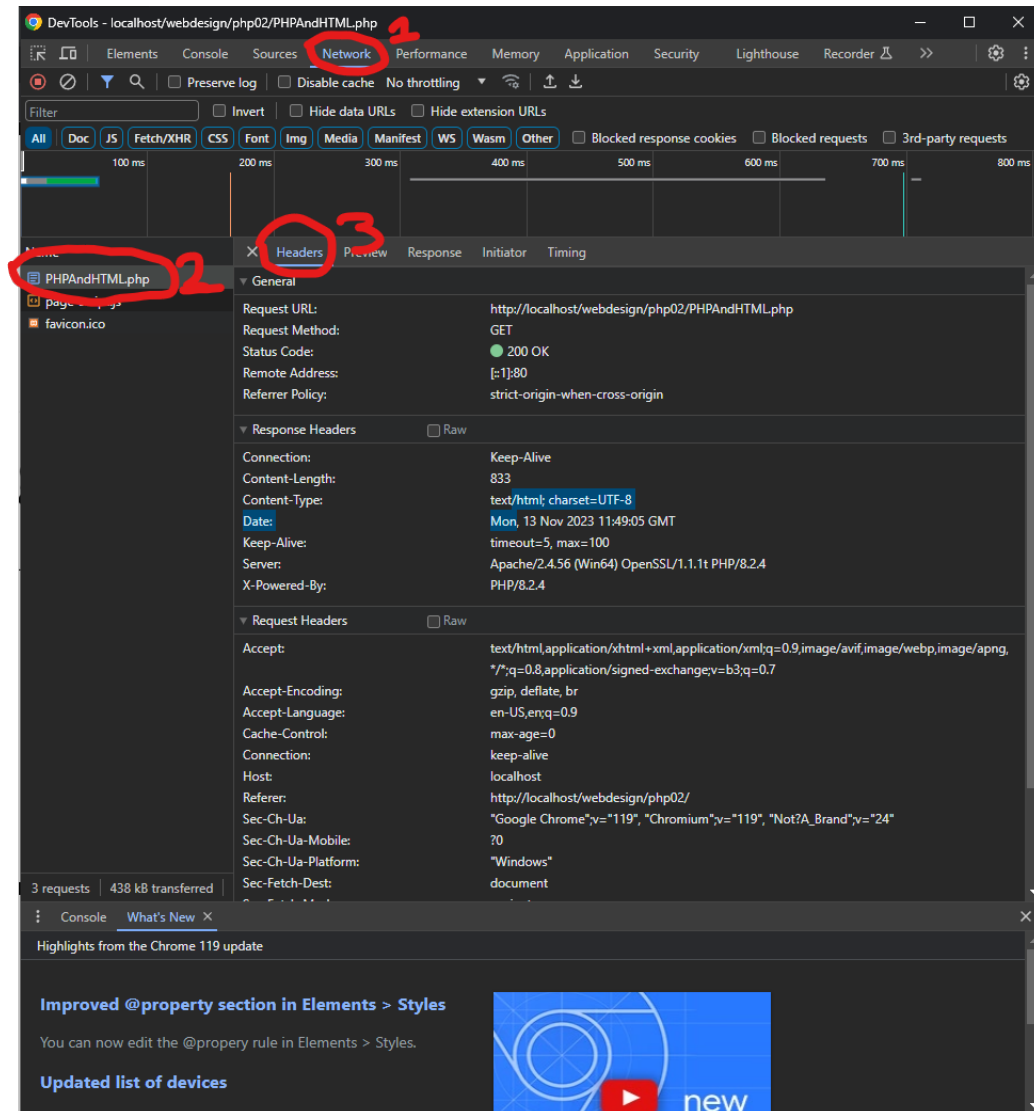 DevTools - localhost/webdesign/php02/PHPAndHTML.php
1
Elements Console Sources Network Performance Memory Application Security Lighthouse Recorder >>
Preserve log Disable cache No throttling
Filter Invert Hide data URLs Hide extension URLs
All Doc JS Fetch/XHR CSS Font Img Media Manifest WS Wasm Other Blocked response cookies Blocked requests 3rd-party requests
100 ms 200 ms 300 ms 400 ms 500 ms 600 ms 700 ms 800 ms
3
Name
Headers Preview Response Initiator Timing
PHPAndHTML.php 2
favicon.ico
General
Request URL: http://localhost/webdesign/php02/PHPAndHTML.php
Request Method: GET
Status Code: 200 OK
Remote Address: [::1]:80
Referrer Policy: strict-origin-when-cross-origin
Response Headers Raw
Connection: Keep-Alive
Content-Length: 833
Content-Type: text/html; charset=UTF-8
Date: Mon, 13 Nov 2023 11:49:05 GMT
Keep-Alive: timeout=5, max=100
Server: Apache/2.4.56 (Win64) OpenSSL/1.1.1t PHP/8.2.4
X-Powered-By: PHP/8.2.4
Request Headers Raw
Accept: text/html,application/xhtml+xml,application/xml;q=0.9,image/avif,image/webp,image/apng,
*/*;q=0.8,application/signed-exchange;v=b3;q=0.7
Accept-Encoding: gzip, deflate, br
Accept-Language: en-US,en;q=0.9
Cache-Control: max-age=0
Connection: keep-alive
Host: localhost
Referer: http://localhost/webdesign/php02/
Sec-Ch-Ua: "Google Chrome";v="119", "Chromium";v="119", "Not?A_Brand";v="24"
Sec-Ch-Ua-Mobile: ?0
Sec-Ch-Ua-Platform: "Windows"
Sec-Fetch-Dest: document
3 requests 438 kB transferred
Console What's New
Highlights from the Chrome 119 update
Improved @property section in Elements > Styles
You can now edit the @propery rule in Elements > Styles.
Updated list of devices
new